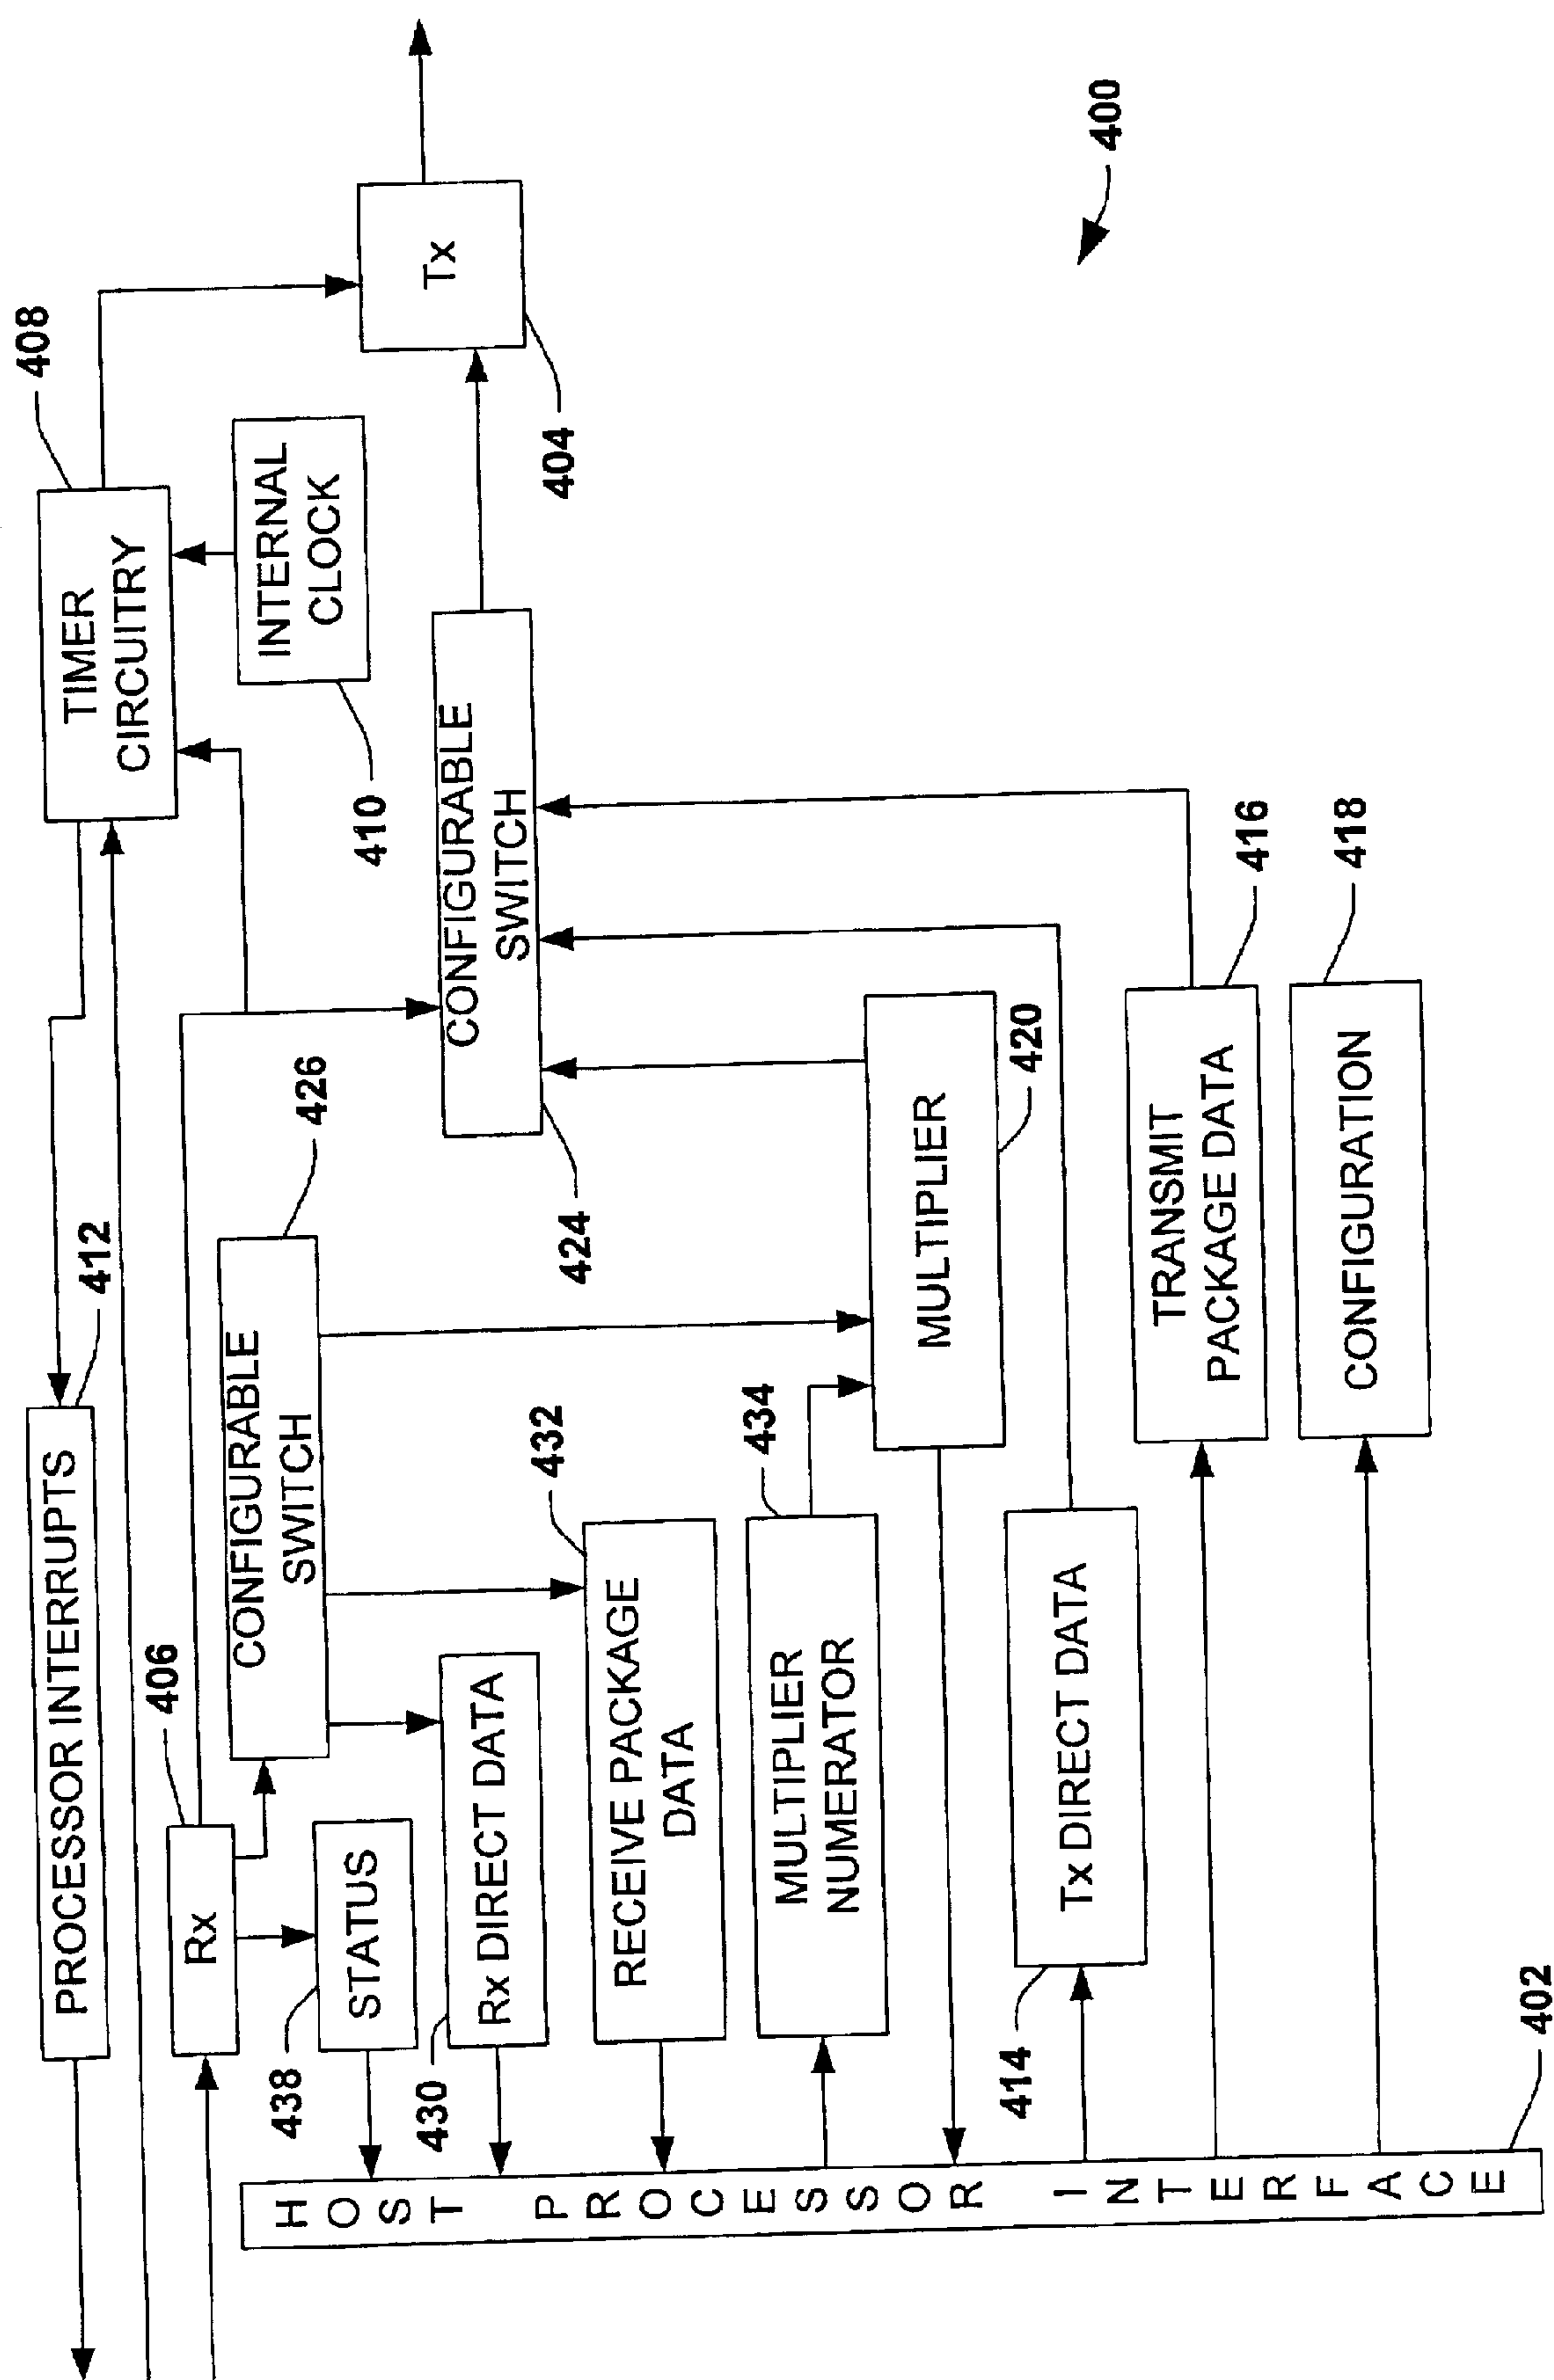 PROCESSOR INTERRUPTS
412
TIMER
CIRCUITRY
408
406
Rx
CONFIGURABLE
SWITCH
426
INTERNAL
CLOCK
410
438
STATUS
Tx
404
430
Rx DIRECT DATA
CONFIGURABLE
SWITCH
424
432
RECEIVE PACKAGE
DATA
434
MULTIPLIER
NUMERATOR
MULTIPLIER
420
414
Tx DIRECT DATA
TRANSMIT
PACKAGE DATA
416
CONFIGURATION
418
HOST PROCESSOR INTERFACE
402
400